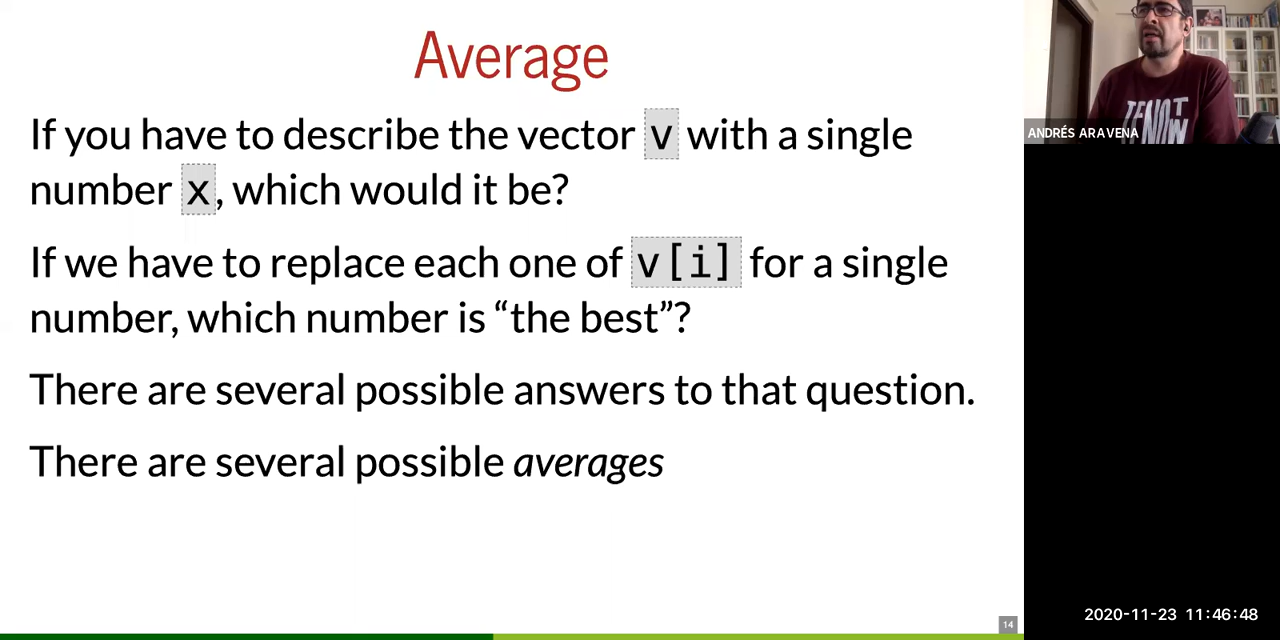 Average
If you have to describe the vector v with a single
number x, which would it be?
If we have to replace each one of v[i] for a single
number, which number is “the best”?
There are several possible answers to that question.
There are several possible averages
14
ANDRÉS ARAVENA
2020-11-23 11:46:48